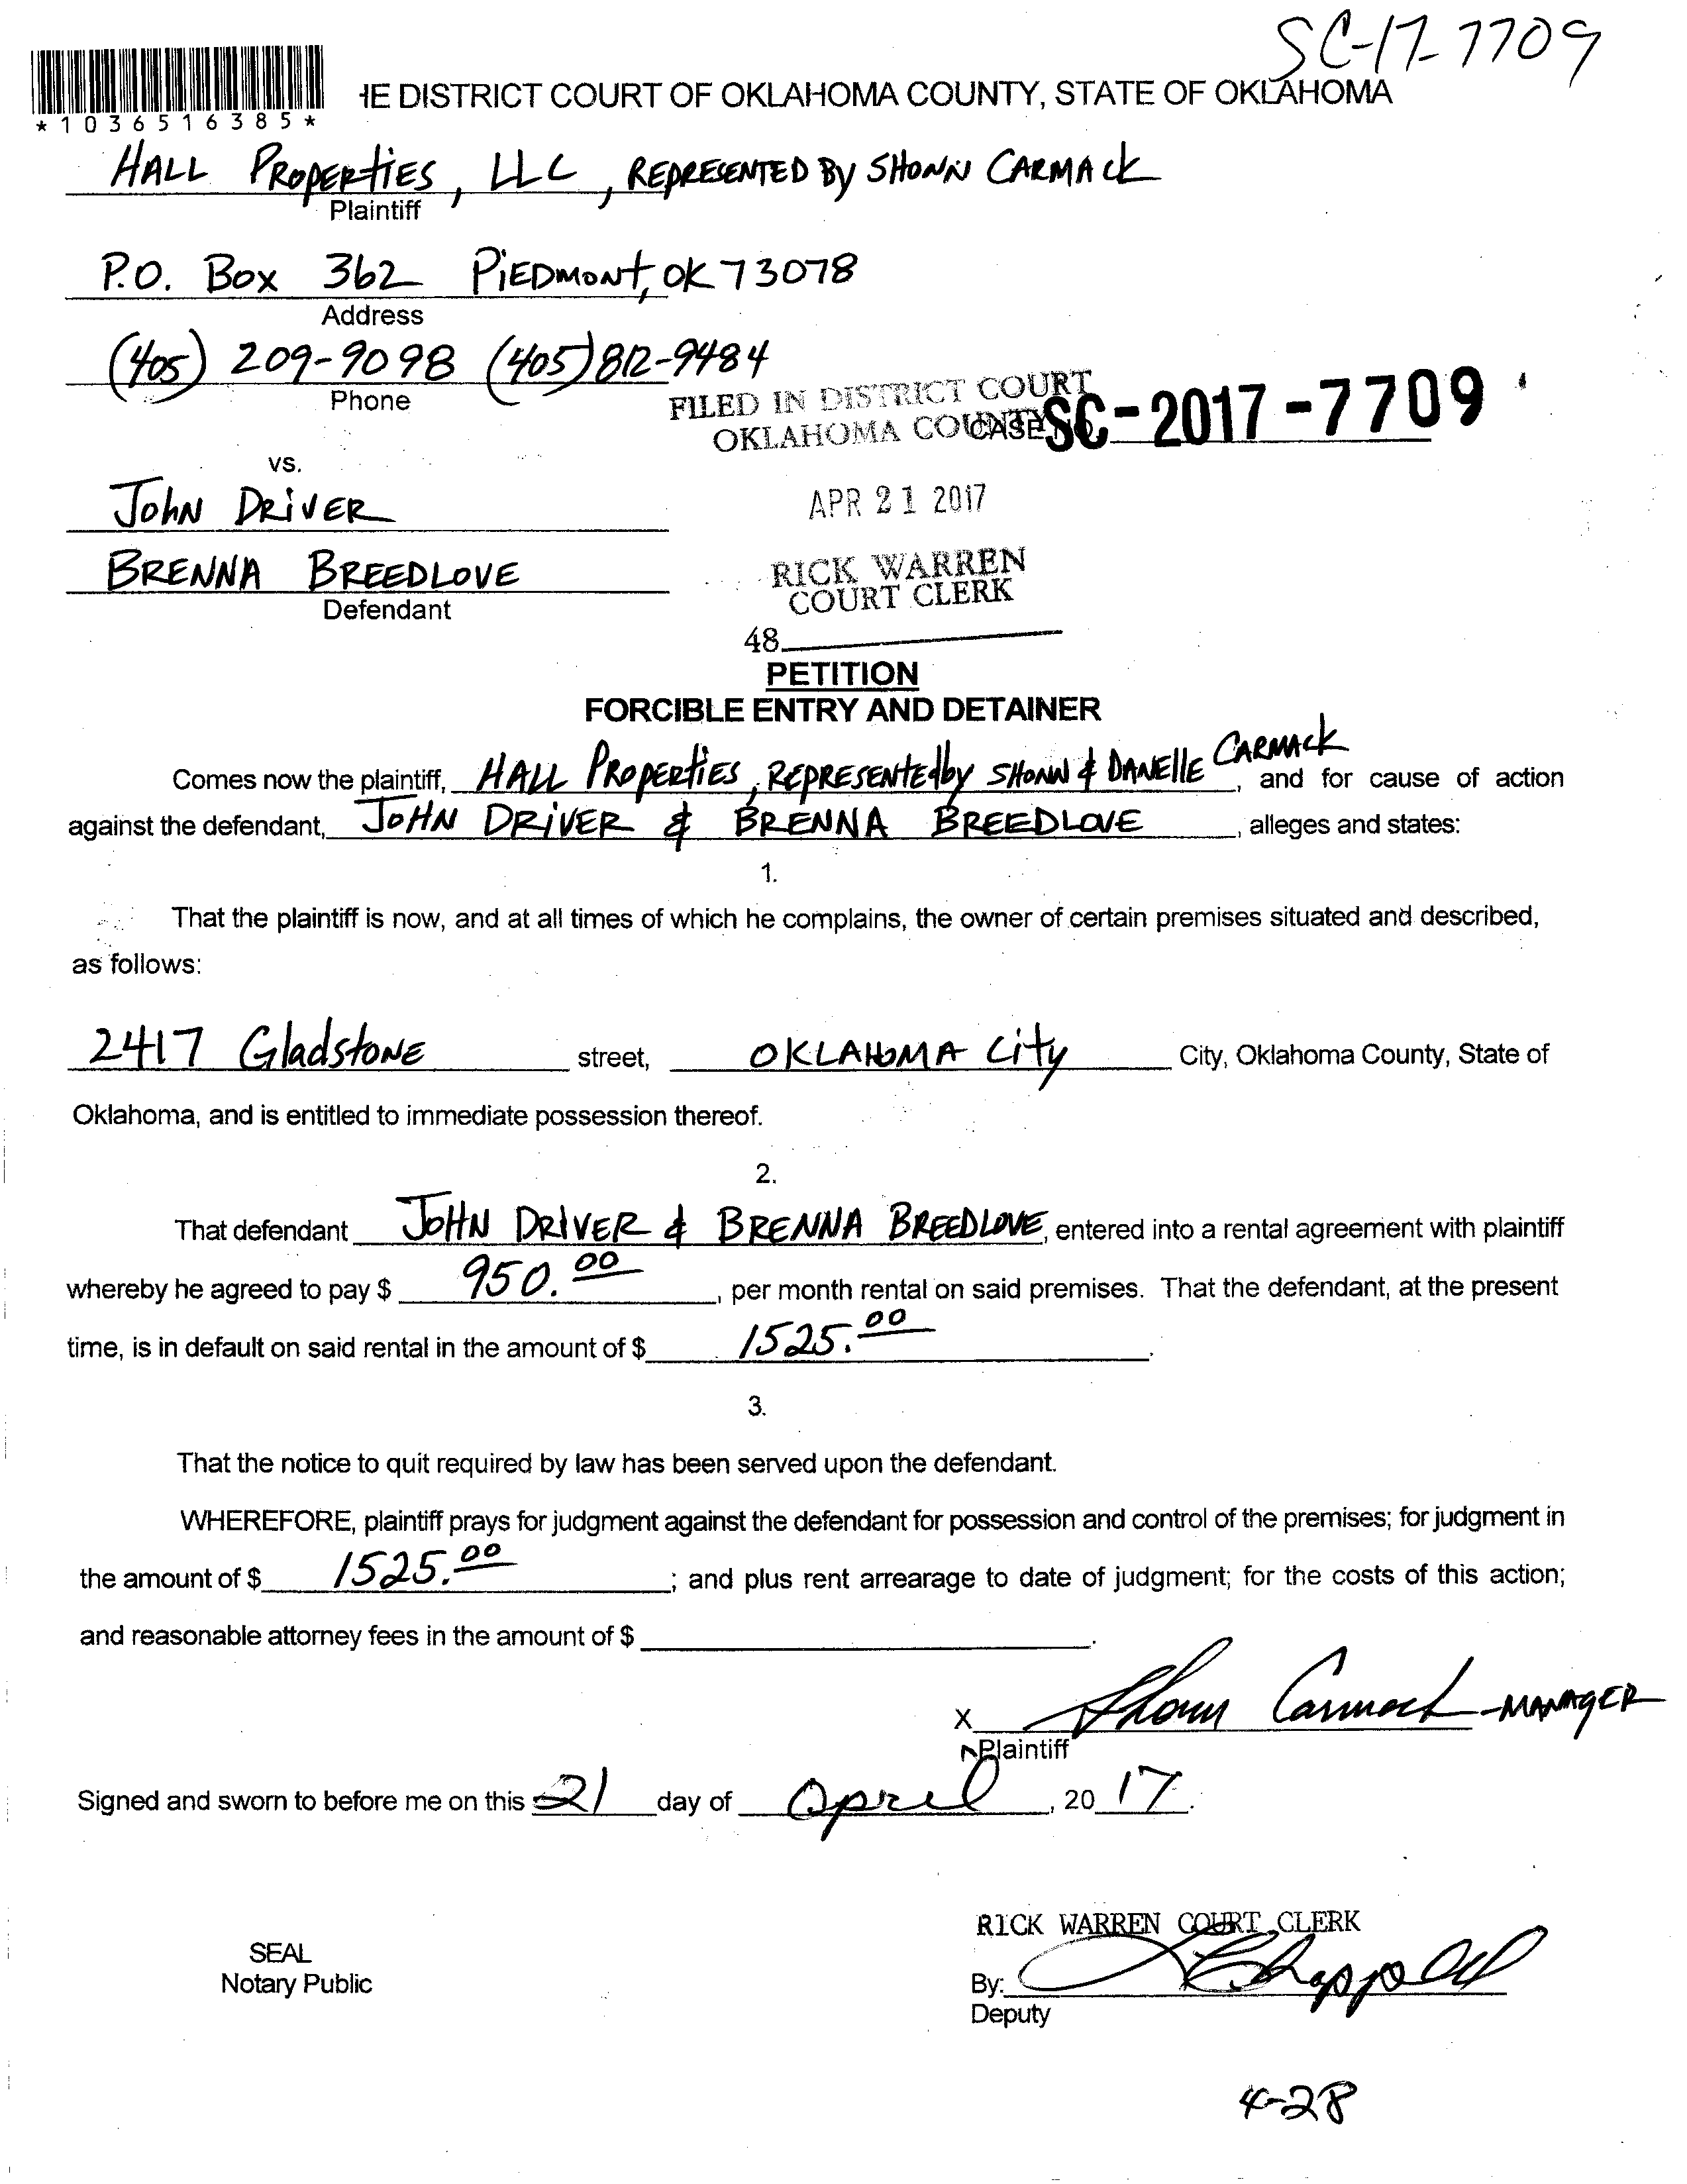 SC-17-7709
*1036516385*
HE DISTRICT COURT OF OKLAHOMA COUNTY, STATE OF OKLAHOMA
HALL PROPERTIES, LLC, REPRESENTED By SHONN CARMACK
Plaintiff
P.O. Box 362 PiEDMONT, OK 73078
Address
(405) 209-9098 (405) 812-9484
Phone
FILED IN DISTRICT COURT
OKLAHOMA COUNTY
CASE NO. SC-2017-7709
vs.
JOhN DRiVER
APR 21 2017
BRENNA BREEDLOVE
Defendant
RICK WARREN
COURT CLERK
48
PETITION
FORCIBLE ENTRY AND DETAINER
Comes now the plaintiff, HALL PROPERTIES, REPRESENTED by SHONN & DANELLE CARMACK, and for cause of action
against the defendant, JOHN DRiVER & BRENNA BREEDLOVE, alleges and states:
1.
That the plaintiff is now, and at all times of which he complains, the owner of certain premises situated and described,
as follows:
2417 GladstoNE street, OKLAHOMA City City, Oklahoma County, State of
Oklahoma, and is entitled to immediate possession thereof.
2.
That defendant JOHN DRIVER & BRENNA BREEDLOVE, entered into a rental agreement with plaintiff
whereby he agreed to pay $ 950.00, per month rental on said premises. That the defendant, at the present
time, is in default on said rental in the amount of $ 1525.00.
3.
That the notice to quit required by law has been served upon the defendant.
WHEREFORE, plaintiff prays for judgment against the defendant for possession and control of the premises; for judgment in
the amount of $ 1525.00; and plus rent arrearage to date of judgment; for the costs of this action;
and reasonable attorney fees in the amount of $ .
X Shonn Carmack - MANAGER
Plaintiff
Signed and sworn to before me on this 21 day of April, 20 17.
RICK WARREN COURT CLERK
SEAL
Notary Public
By: Chappell
Deputy
4-28